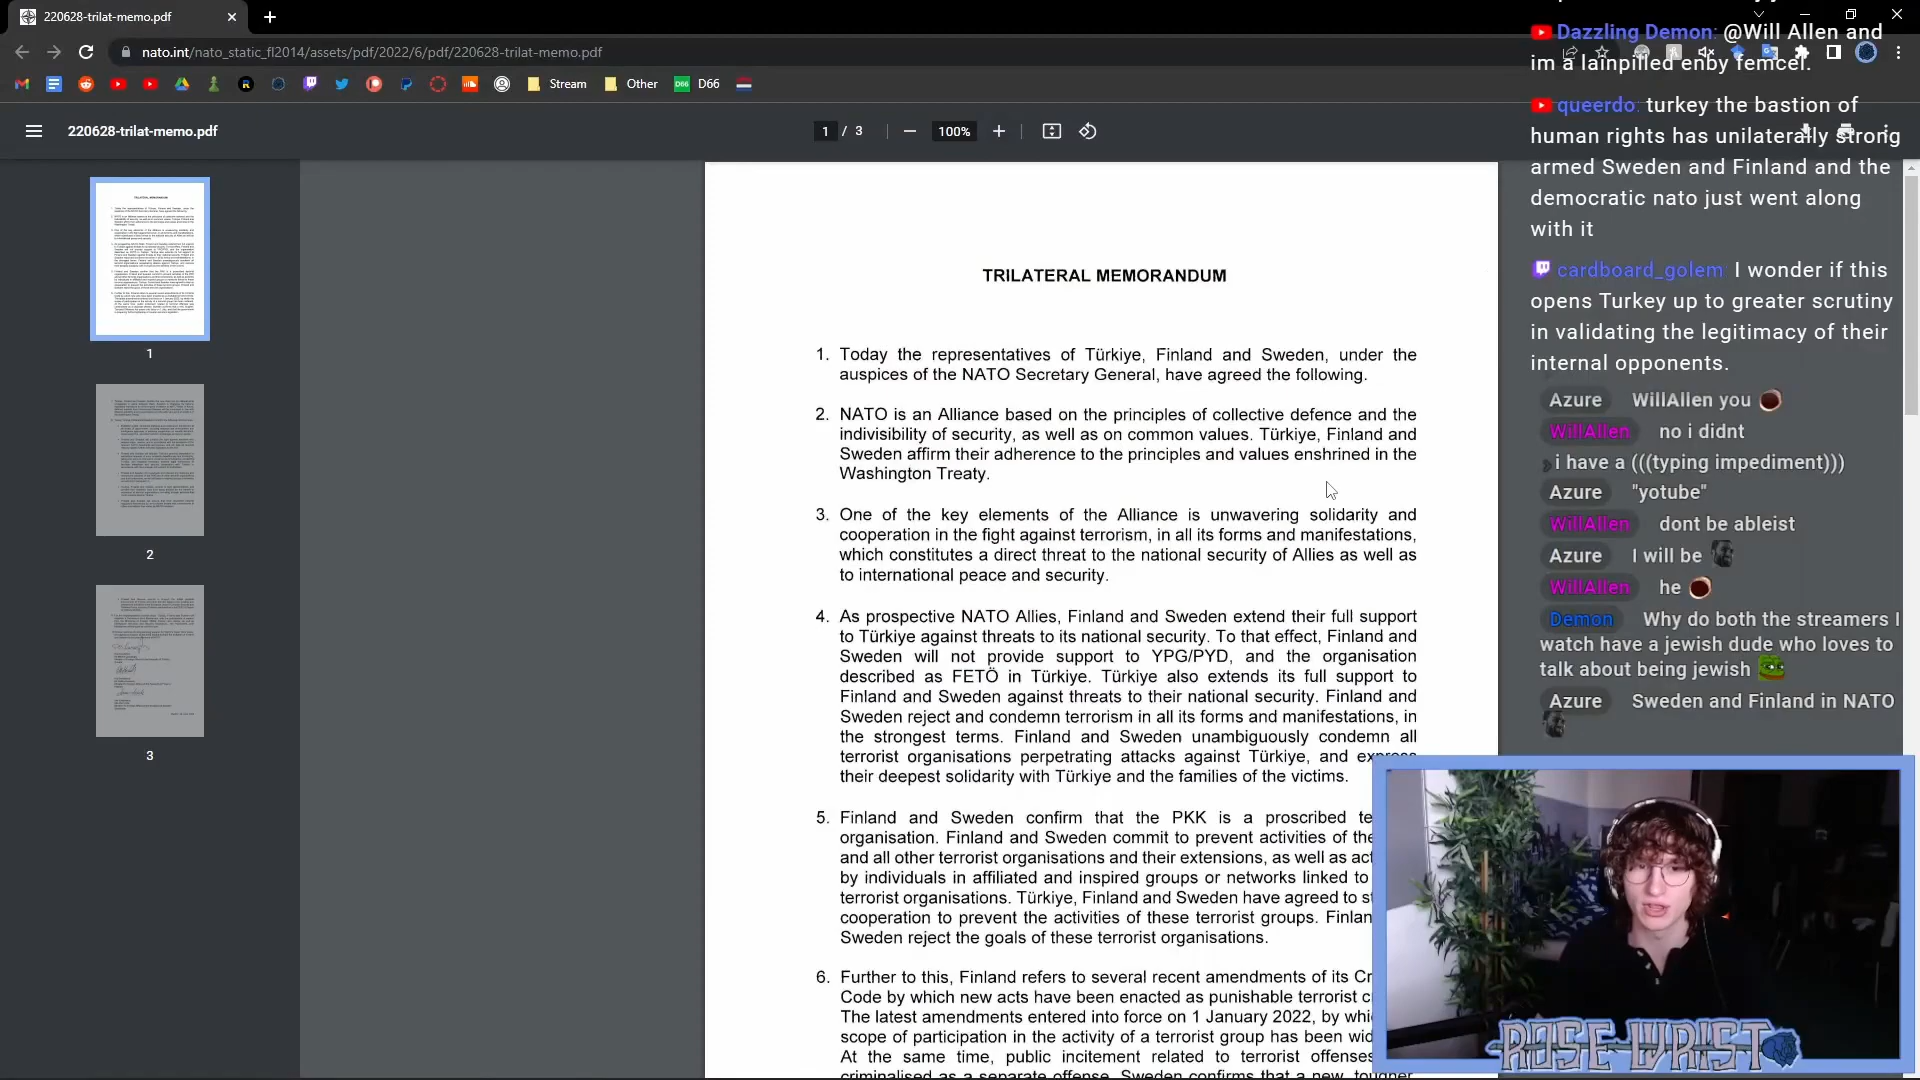 220628-trilat-memo.pdf
nato.int/nato_static_fl2014/assets/pdf/2022/6/pdf/220628-trilat-memo.pdf
Stream
Other
D66
D66
220628-trilat-memo.pdf
1 / 3
100%
1
2
3
TRILATERAL MEMORANDUM
1. Today the representatives of Türkiye, Finland and Sweden, under the
auspices of the NATO Secretary General, have agreed the following.
2. NATO is an Alliance based on the principles of collective defence and the
indivisibility of security, as well as on common values. Türkiye, Finland and
Sweden affirm their adherence to the principles and values enshrined in the
Washington Treaty.
3. One of the key elements of the Alliance is unwavering solidarity and
cooperation in the fight against terrorism, in all its forms and manifestations,
which constitutes a direct threat to the national security of Allies as well as
to international peace and security.
4. As prospective NATO Allies, Finland and Sweden extend their full support
to Türkiye against threats to its national security. To that effect, Finland and
Sweden will not provide support to YPG/PYD, and the organisation
described as FETÖ in Türkiye. Türkiye also extends its full support to
Finland and Sweden against threats to their national security. Finland and
Sweden reject and condemn terrorism in all its forms and manifestations, in
the strongest terms. Finland and Sweden unambiguously condemn all
terrorist organisations perpetrating attacks against Türkiye, and express
their deepest solidarity with Türkiye and the families of the victims.
5. Finland and Sweden confirm that the PKK is a proscribed te
organisation. Finland and Sweden commit to prevent activities of the
and all other terrorist organisations and their extensions, as well as act
by individuals in affiliated and inspired groups or networks linked to
terrorist organisations. Türkiye, Finland and Sweden have agreed to st
cooperation to prevent the activities of these terrorist groups. Finlan
Sweden reject the goals of these terrorist organisations.
6. Further to this, Finland refers to several recent amendments of its Cr
Code by which new acts have been enacted as punishable terrorist c
The latest amendments entered into force on 1 January 2022, by whi
scope of participation in the activity of a terrorist group has been wid
At the same time, public incitement related to terrorist offenses
criminalised as a separate offense. Sweden confirms that a new, tougher,
Dazzling Demon: @Will Allen and
im a lainpilled enby femcel.
queerdo: turkey the bastion of
human rights has unilaterally strong
armed Sweden and Finland and the
democratic nato just went along
with it
cardboard_golem: I wonder if this
opens Turkey up to greater scrutiny
in validating the legitimacy of their
internal opponents.
Azure WillAllen you
WillAllen no i didnt
i have a (((typing impediment)))
Azure "yotube"
WillAllen dont be ableist
Azure I will be
WillAllen he
Demon Why do both the streamers I
watch have a jewish dude who loves to
talk about being jewish
Azure Sweden and Finland in NATO
ROSE WRIST